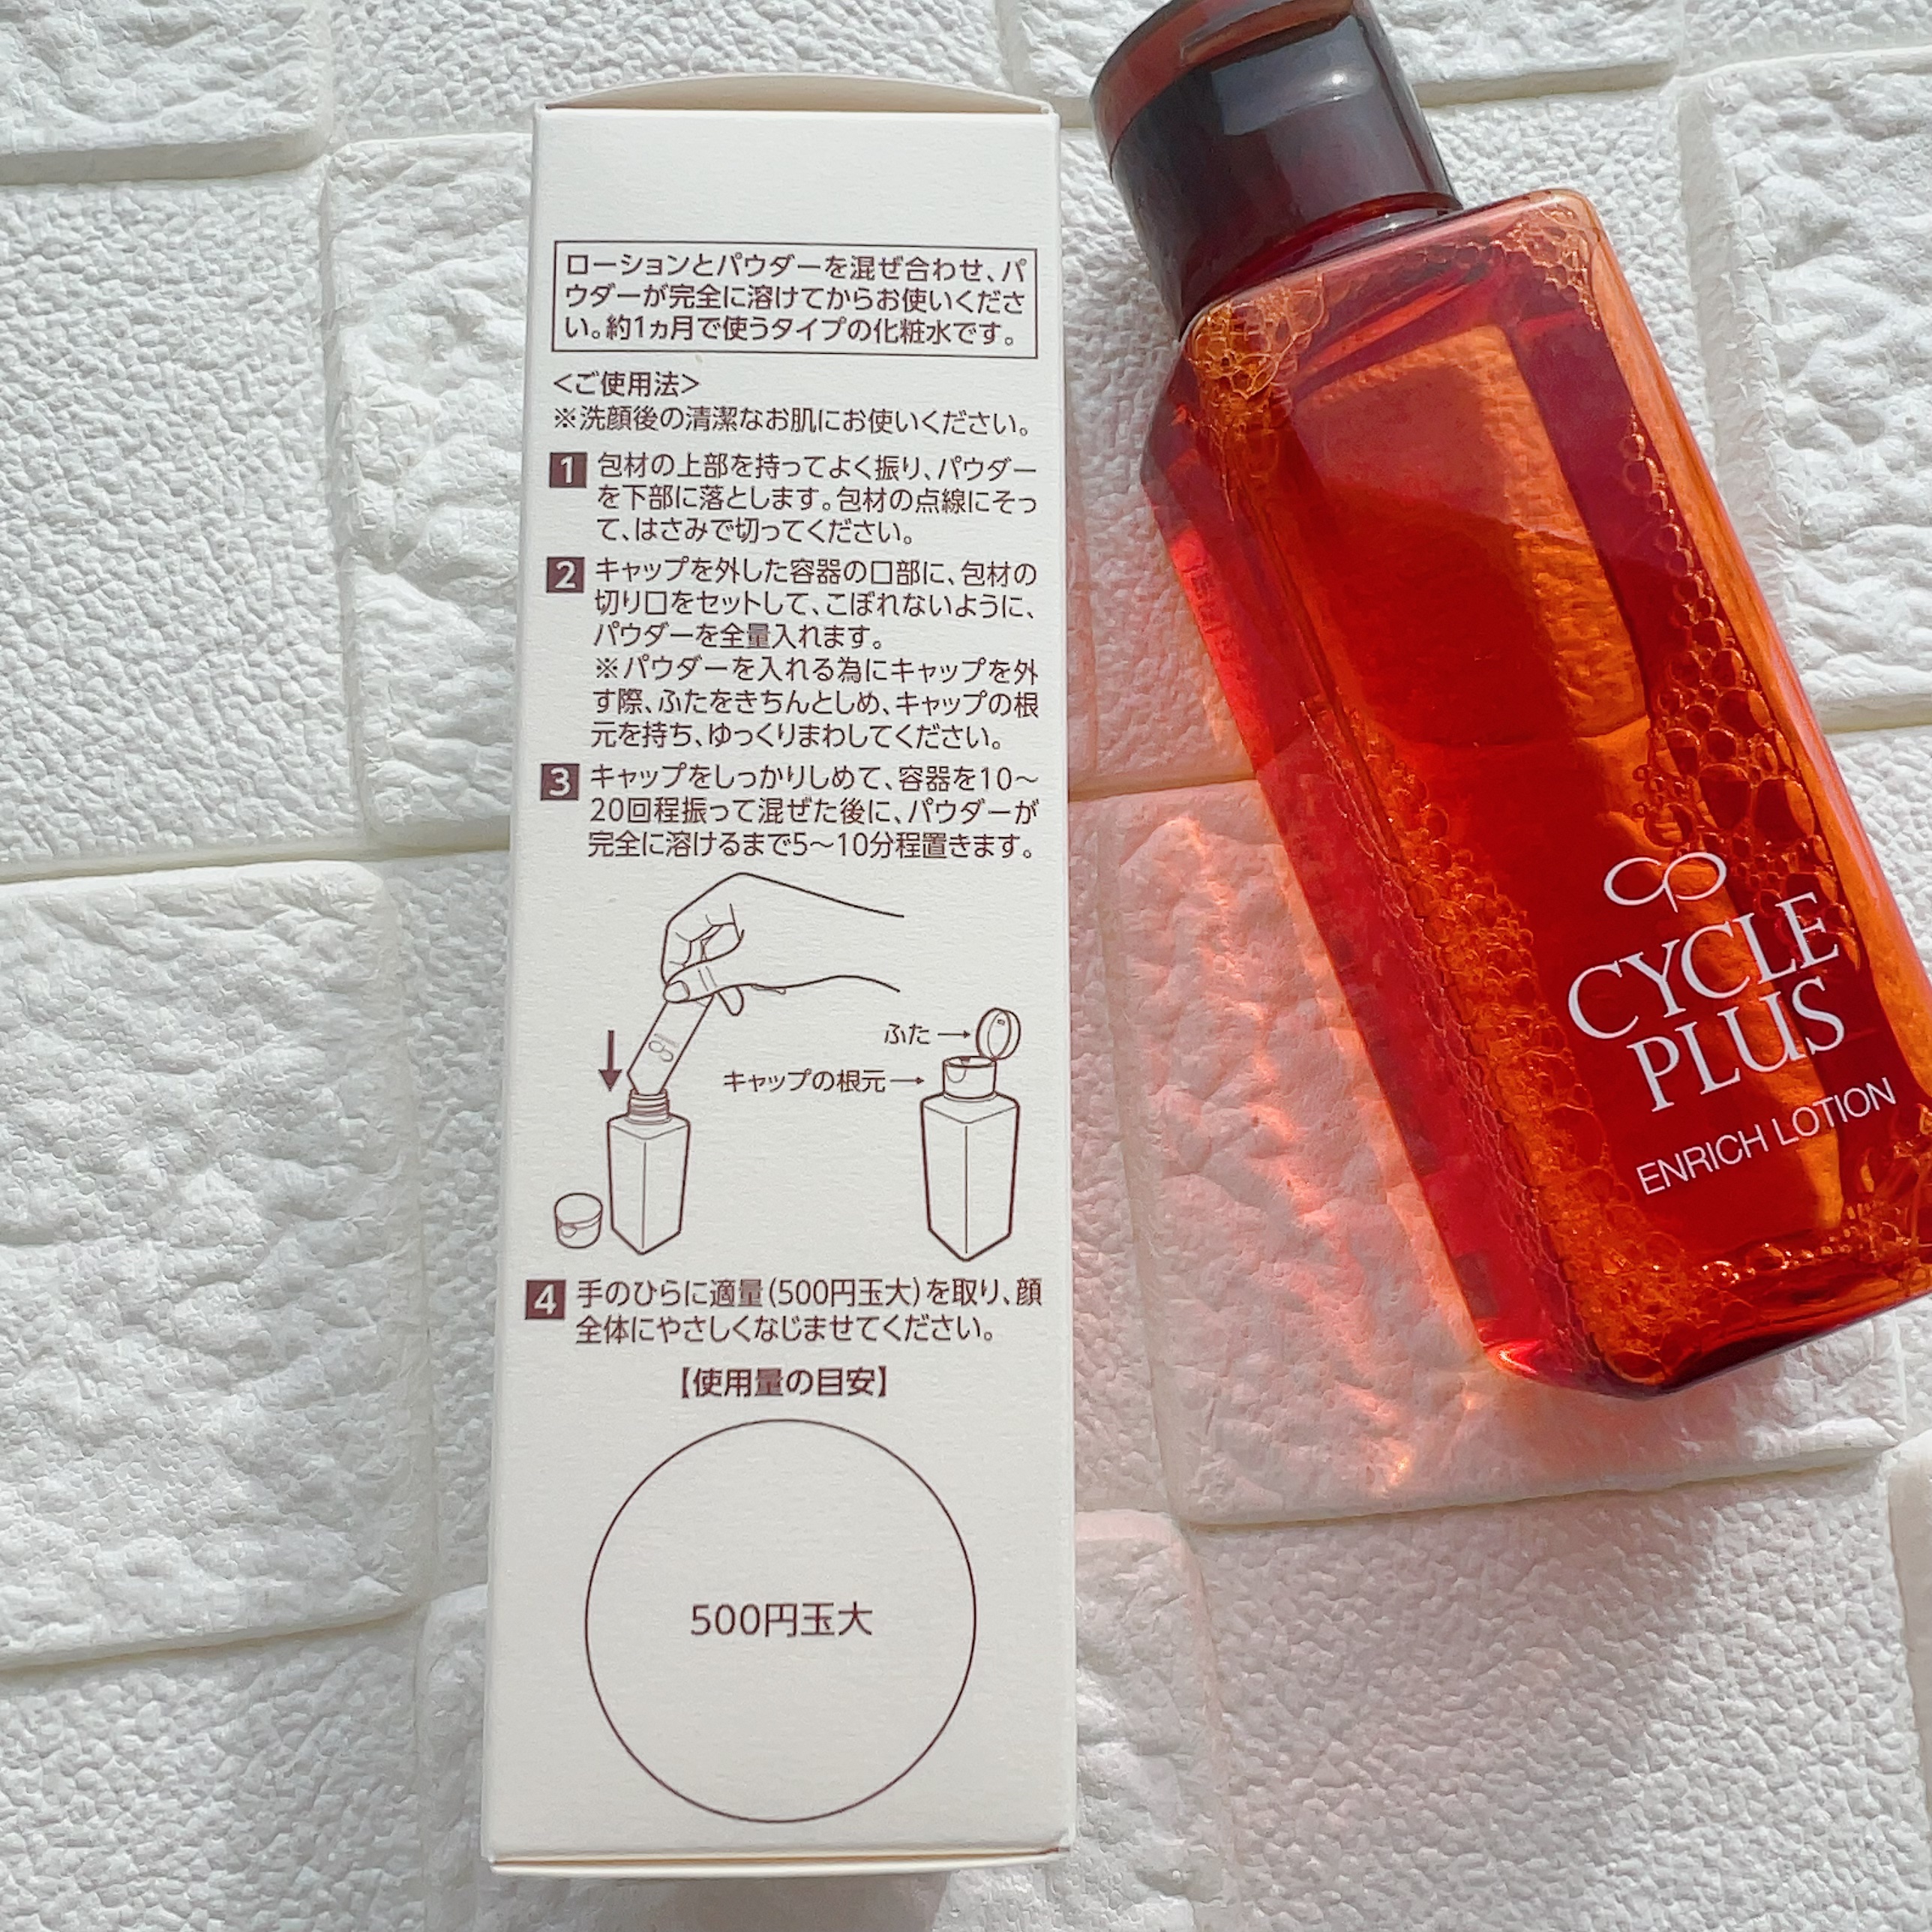 ローションとパウダーを混ぜ合わせ、パ
ウダーが完全に溶けてからお使いくださ
い。約1ヵ月で使うタイプの化粧水です。
<ご使用法>
※洗顔後の清潔なお肌にお使いください。
1 包材の上部を持ってよく振り、パウダー
を下部に落とします。包材の点線にそっ
て、はさみで切ってください。
2 キャップを外した容器の口部に、包材の
切り口をセットして、こぼれないように、
パウダーを全量入れます。
※パウダーを入れる為にキャップを外
す際、ふたをきちんとしめ、キャップの根
元を持ち、ゆっくりまわしてください。
3 キャップをしっかりしめて、容器を10〜
20回程振って混ぜた後に、パウダーが
完全に溶けるまで5〜10分程置きます。
ふた→
キャップの根元→
4 手のひらに適量(500円玉大)を取り、顔
全体にやさしくなじませてください。
【使用量の目安】
500円玉大
CYCLE
PLUS
ENRICH LOTION